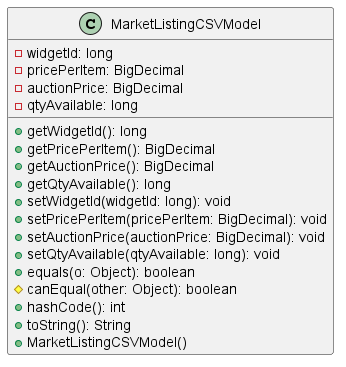 C MarketListingCSVModel
widgetId: long
pricePerItem: BigDecimal
auctionPrice: BigDecimal
qtyAvailable: long
getWidgetId(): long
getPricePerItem(): BigDecimal
getAuctionPrice(): BigDecimal
getQtyAvailable(): long
setWidgetId(widgetId: long): void
setPricePerItem(pricePerItem: BigDecimal): void
setAuctionPrice(auctionPrice: BigDecimal): void
setQtyAvailable(qtyAvailable: long): void
equals(o: Object): boolean
canEqual(other: Object): boolean
hashCode(): int
toString(): String
MarketListingCSVModel()